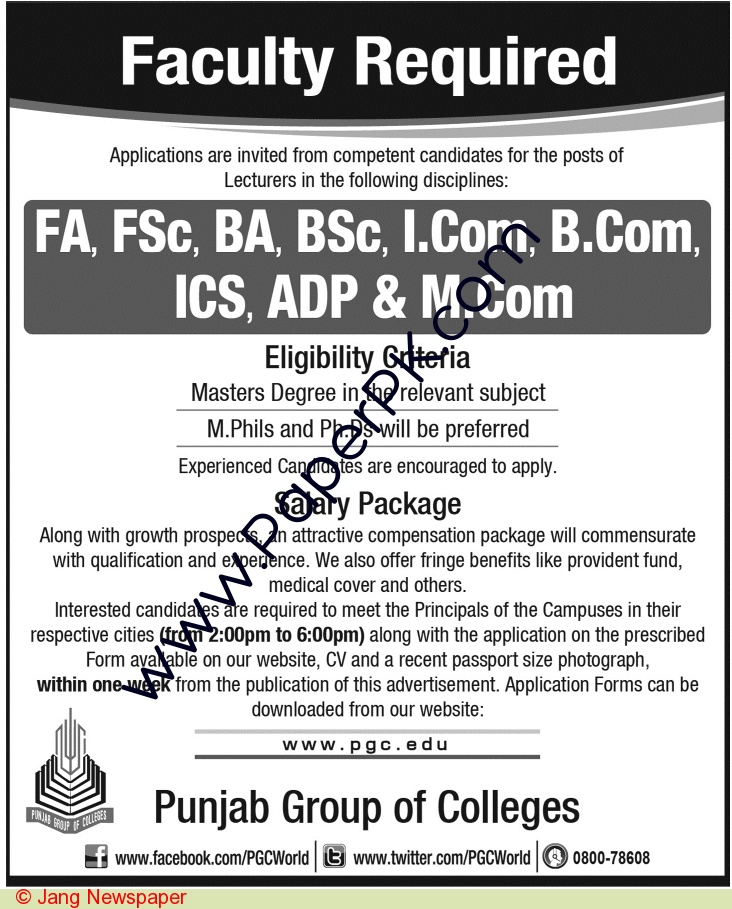 Faculty Required
Applications are invited from competent candidates for the posts of
Lecturers in the following disciplines:
FA, FSc, BA, BSc, I.Com, B.Com,
ICS, ADP & M.Com
Eligibility Criteria
Masters Degree in the relevant subject
M.Phils and Ph.Ds will be preferred
Experienced Candidates are encouraged to apply.
Salary Package
Along with growth prospects, an attractive compensation package will commensurate
with qualification and experience. We also offer fringe benefits like provident fund,
medical cover and others.
Interested candidates are required to meet the Principals of the Campuses in their
respective cities (from 2:00pm to 6:00pm) along with the application on the prescribed
Form available on our website, CV and a recent passport size photograph,
within one week from the publication of this advertisement. Application Forms can be
downloaded from our website:
www.pgc.edu
PUNJAB GROUP OF COLLEGES
Punjab Group of Colleges
www.facebook.com/PGCWorld
www.twitter.com/PGCWorld
0800-78608
www.PaperPK.com
© Jang Newspaper